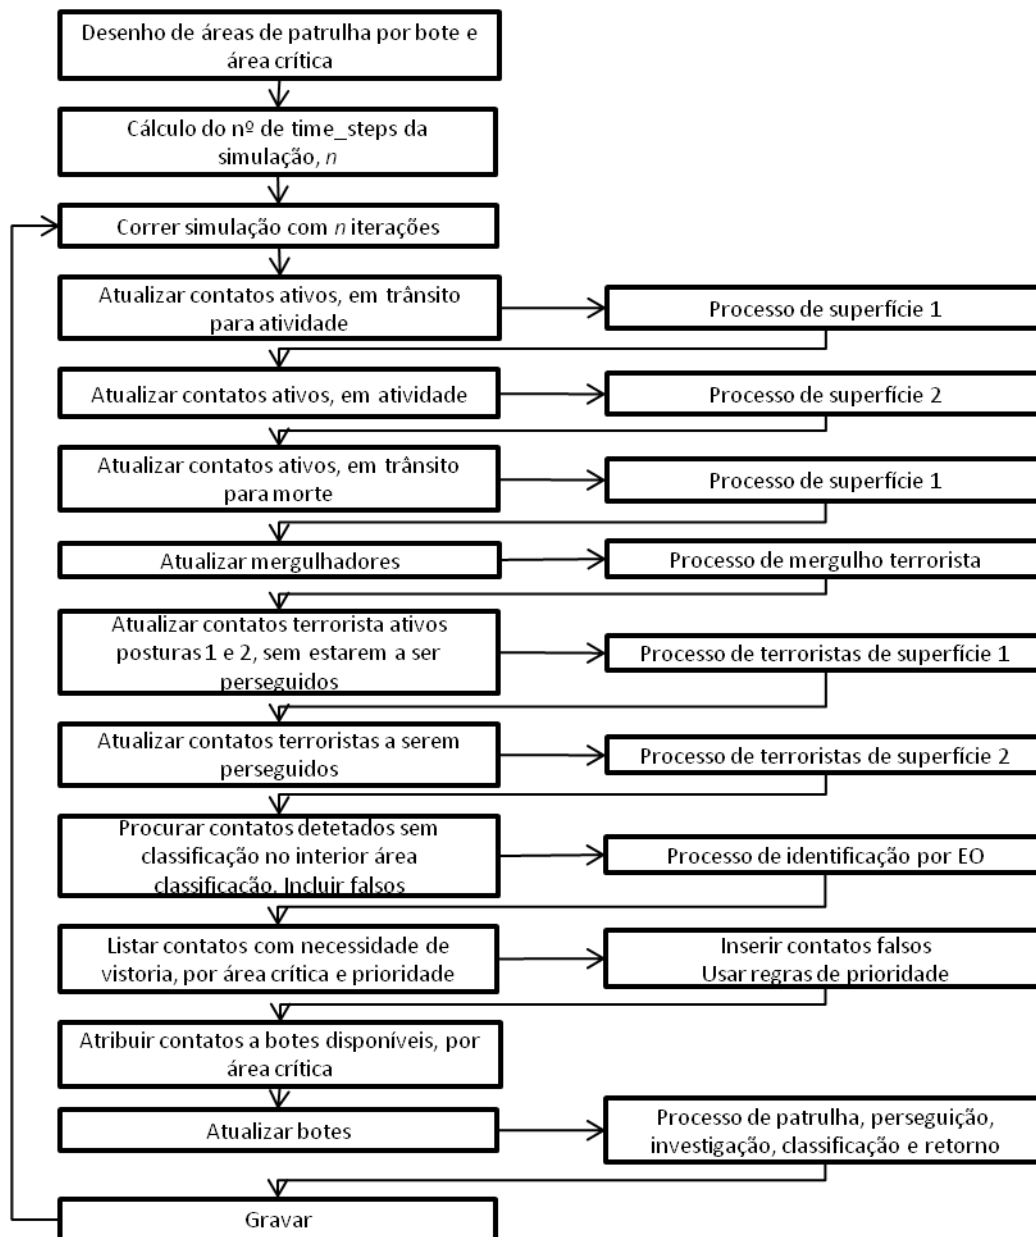 Desenho de áreas de patrulha por bote e
área crítica
Cálculo do nº de time_steps da
simulação, n
Correr simulação com n iterações
Atualizar contatos ativos, em trânsito
para atividade
Processo de superfície 1
Atualizar contatos ativos, em atividade
Processo de superfície 2
Atualizar contatos ativos, em trânsito
para morte
Processo de superfície 1
Atualizar mergulhadores
Processo de mergulho terrorista
Atualizar contatos terrorista ativos
posturas 1 e 2, sem estarem a ser
perseguidos
Processo de terroristas de superfície 1
Atualizar contatos terroristas a serem
perseguidos
Processo de terroristas de superfície 2
Procurar contatos detetados sem
classificação no interior área
classificação. Incluir falsos
Processo de identificação por EO
Listar contatos com necessidade de
vistoria, por área crítica e prioridade
Inserir contatos falsos
Usar regras de prioridade
Atribuir contatos a botes disponíveis, por
área crítica
Atualizar botes
Processo de patrulha, perseguição,
investigação, classificação e retorno
Gravar